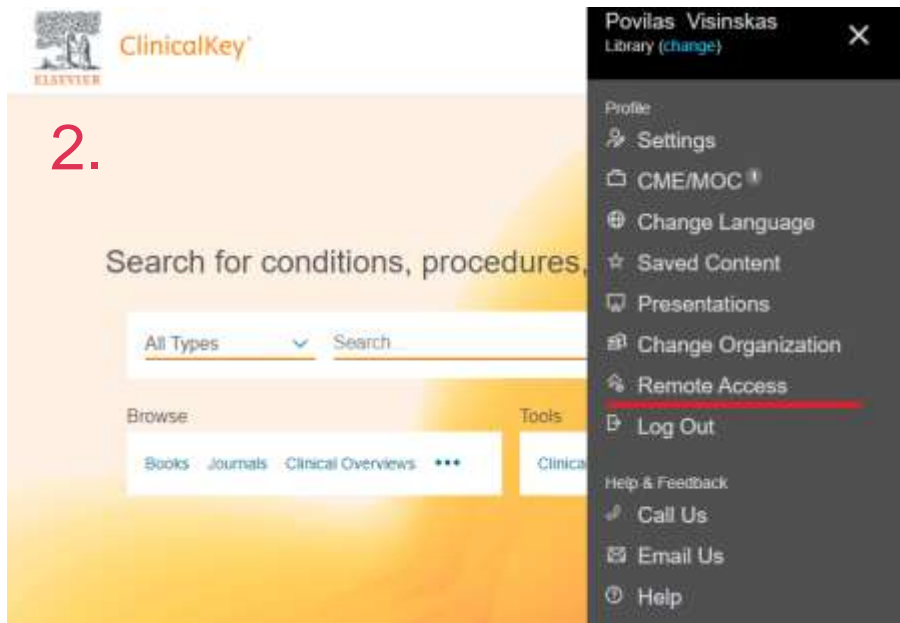 ELSEVIER
ClinicalKey
2.
Search for conditions, procedures,
All Types
Search
Browse
Books Journals Clinical Overviews •••
Tools
Clinica
Povilas Visinskas
Library (change)
Profile
Settings
CME/MOC
Change Language
Saved Content
Presentations
Change Organization
Remote Access
Log Out
Help & Feedback
Call Us
Email Us
Help